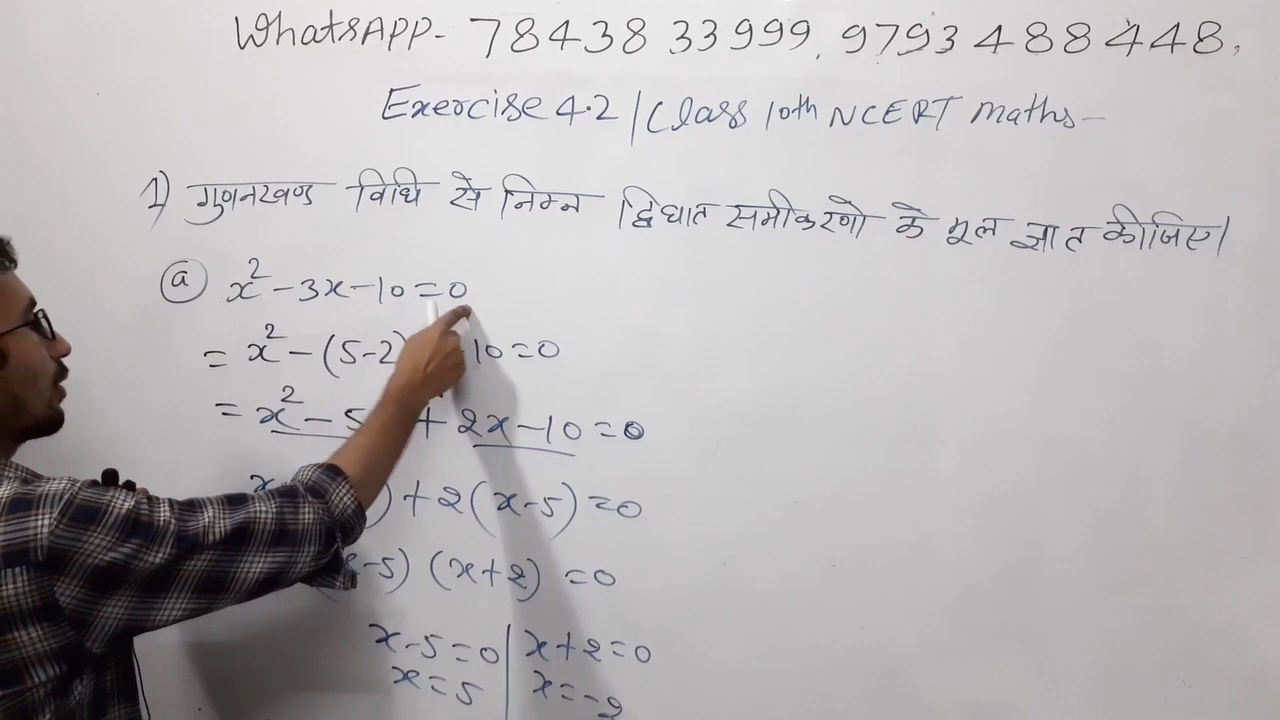 WhatsAPP- 78438 33999, 9793488448,
Exercise 4.2 / Class 10th NCERT Maths-
1) गुणनखण्ड विधि से निम्न द्विघात समीकरणो के मूल ज्ञात कीजिए।
(a) x² - 3x - 10 = 0
= x² - (5-2) -10=0
= x² - 5 + 2x - 10 = 0
) + 2 (x-5) = 0
-5) (x+2) = 0
x-5=0 | x+2=0
x=5 | x=-2